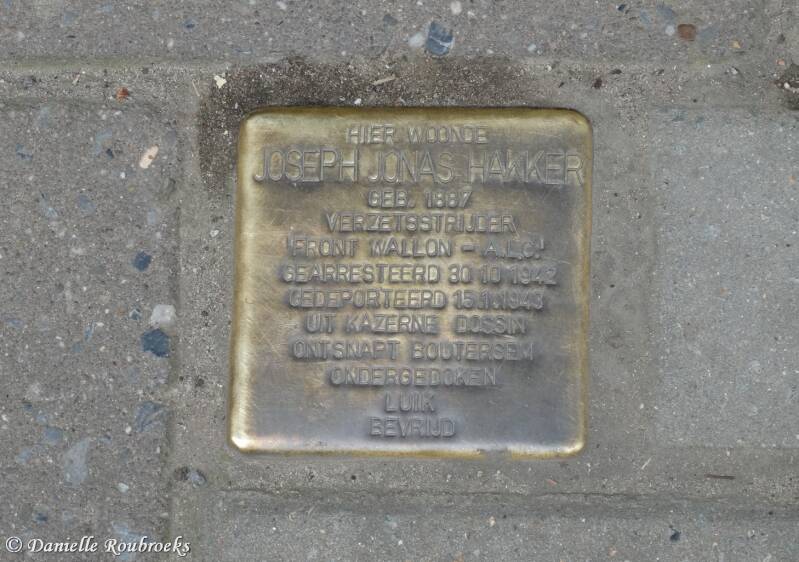 HIER WOONDE
JOSEPH JONAS HAKKER
GEB. 1887
VERZETSSTRIJDER
'FRONT WALLON - A.L.G.'
GEARRESTEERD 30.10.1942
GEDEPORTEERD 15.1.1943
UIT KAZERNE DOSSIN
ONTSNAPT BOUTERSEM
ONDERGEDOKEN
LUIK
BEVRIJD
© Danielle Roubroeks